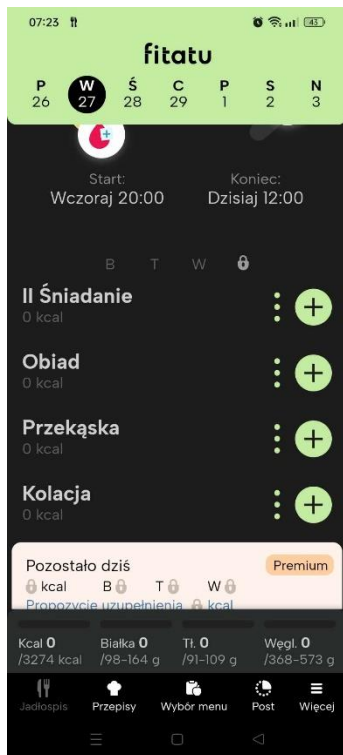 07:23 45
fitatu
P W Ś C P S N
26 27 28 29 1 2 3
Start: Koniec:
Wczoraj 20:00 Dzisiaj 12:00
B T W
II Śniadanie
0 kcal
Obiad
0 kcal
Przekąska
0 kcal
Kolacja
0 kcal
Pozostało dziś Premium
kcal B T W
Propozycje uzupełnienia kcal
Kcal 0 Białka 0 Tł. 0 Węgl. 0
/3274 kcal /98-164 g /91-109 g /368-573 g
Jadłospis Przepisy Wybór menu Post Więcej